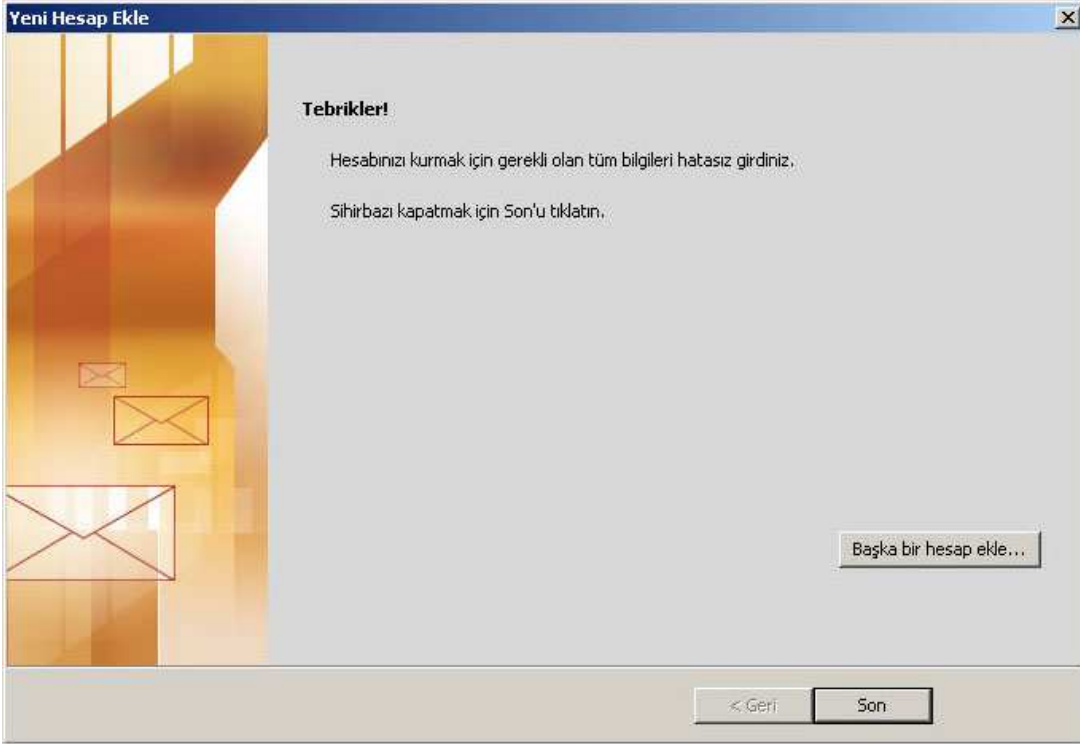 Yeni Hesap Ekle
Tebrikler!
Hesabınızı kurmak için gerekli olan tüm bilgileri hatasız girdiniz.
Sihirbazı kapatmak için Son'u tıklatın.
Başka bir hesap ekle...
< Geri
Son